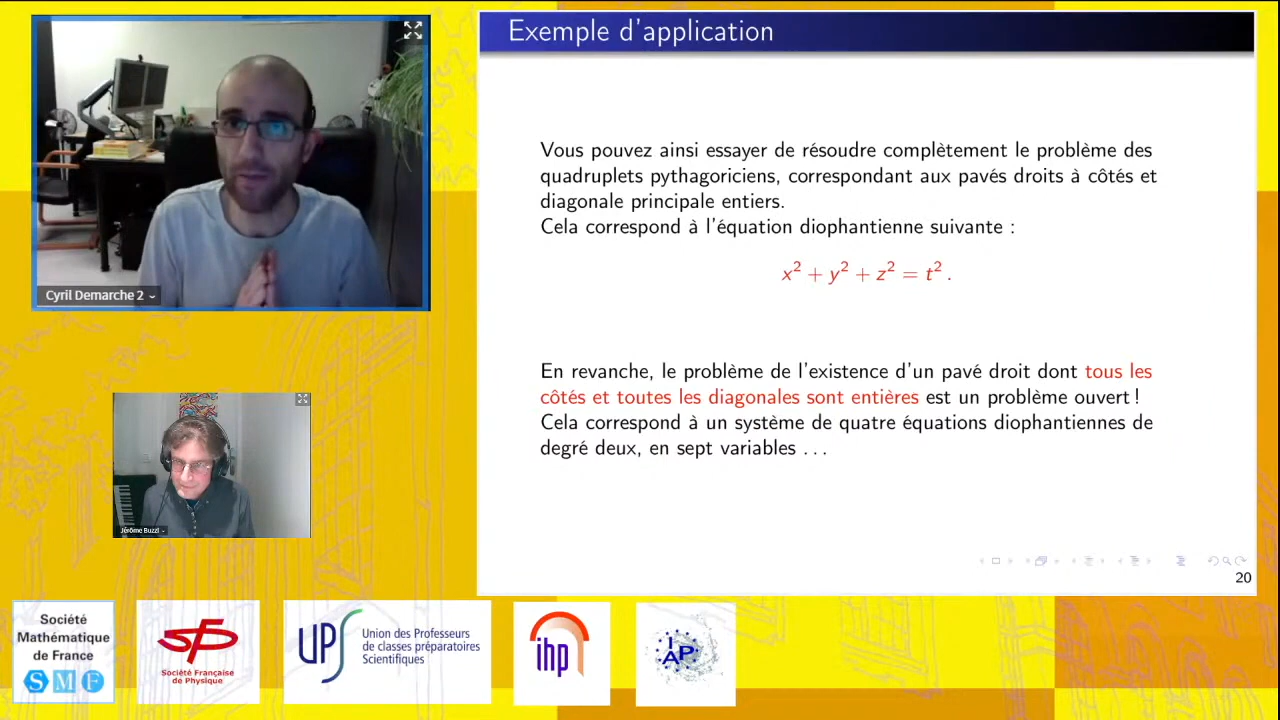 Exemple d'application
Vous pouvez ainsi essayer de résoudre complètement le problème des
quadruplets pythagoriciens, correspondant aux pavés droits à côtés et
diagonale principale entiers.
Cela correspond à l'équation diophantienne suivante :
x² + y² + z² = t².
En revanche, le problème de l'existence d'un pavé droit dont tous les
côtés et toutes les diagonales sont entières est un problème ouvert !
Cela correspond à un système de quatre équations diophantiennes de
degré deux, en sept variables . . .
20
Cyril Demarche 2
Jérôme Buzzi
Société
Mathématique
de France
S M F
sfp
Société Française
de Physique
UPS
Union des Professeurs
de classes préparatoires
Scientifiques
ihp
IAP